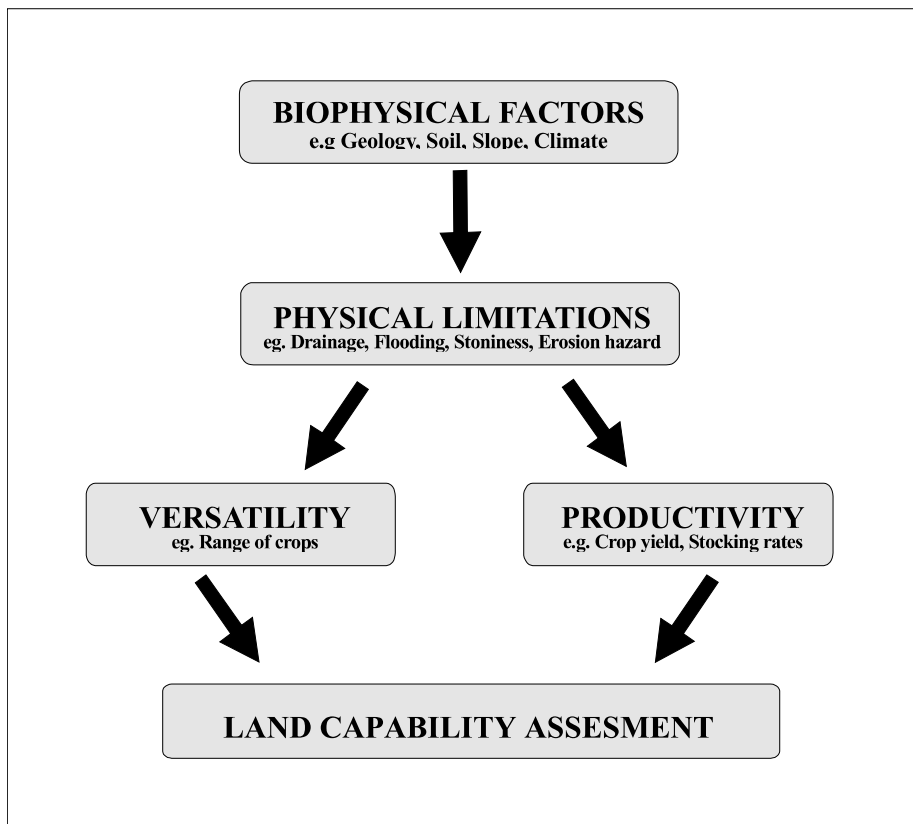 BIOPHYSICAL FACTORS
e.g Geology, Soil, Slope, Climate
PHYSICAL LIMITATIONS
eg. Drainage, Flooding, Stoniness, Erosion hazard
VERSATILITY
eg. Range of crops
PRODUCTIVITY
e.g. Crop yield, Stocking rates
LAND CAPABILITY ASSESMENT